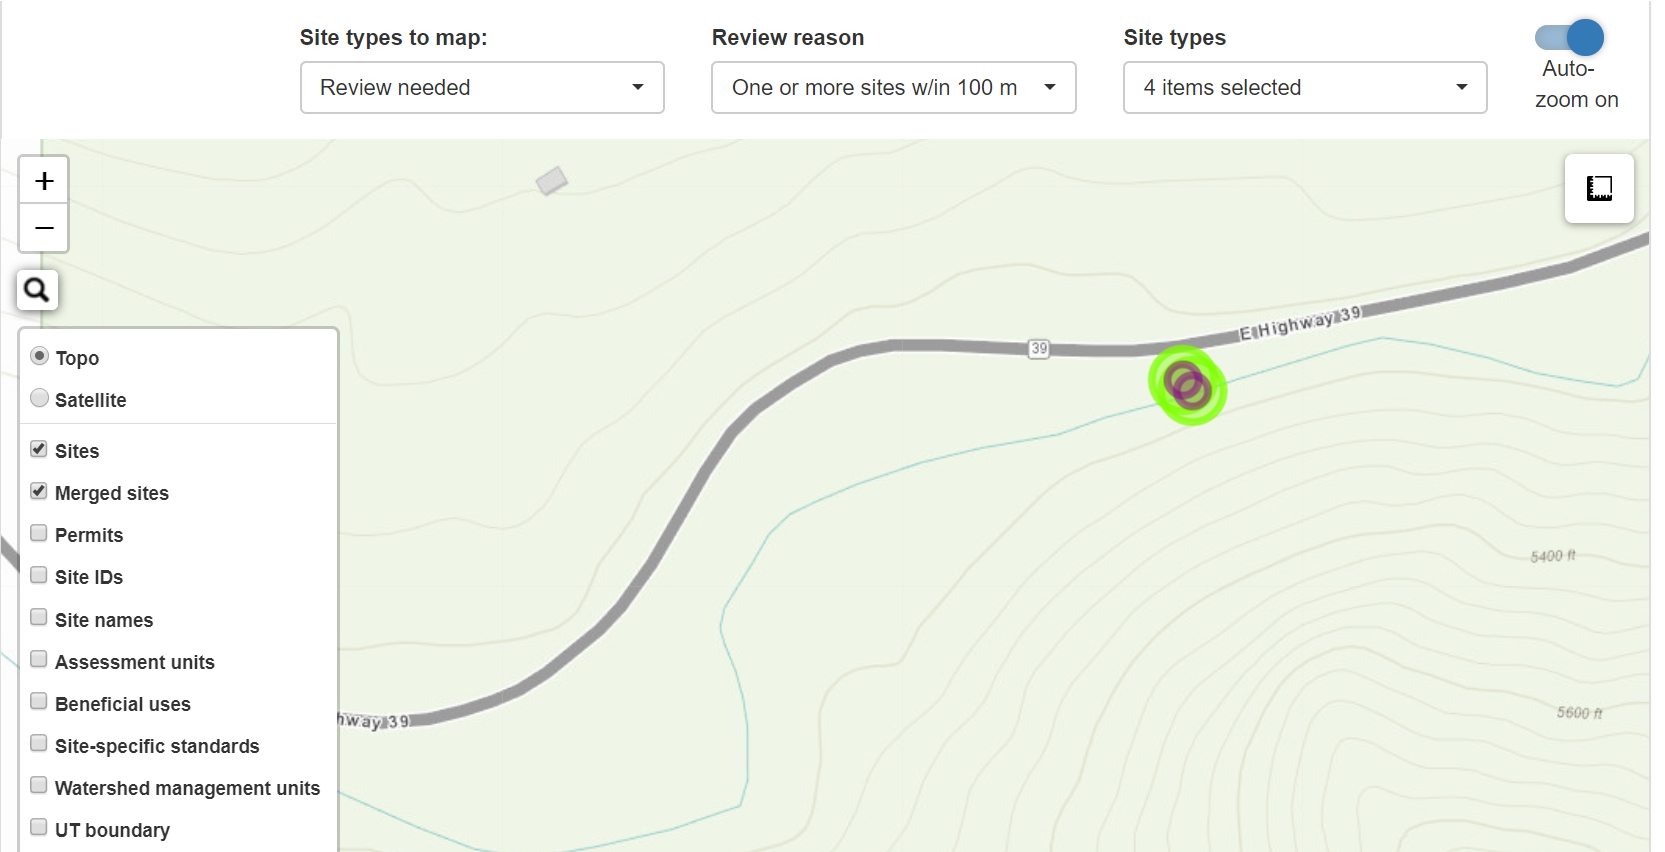 Site types to map:
Review reason
Site types
Review needed
One or more sites w/in 100 m
4 items selected
Auto-
zoom on
+
−
E Highway 39
39
Topo
Satellite
Sites
Merged sites
Permits
Site IDs
Site names
Assessment units
Beneficial uses
Site-specific standards
Watershed management units
UT boundary
5400 ft
5600 ft
hway 39